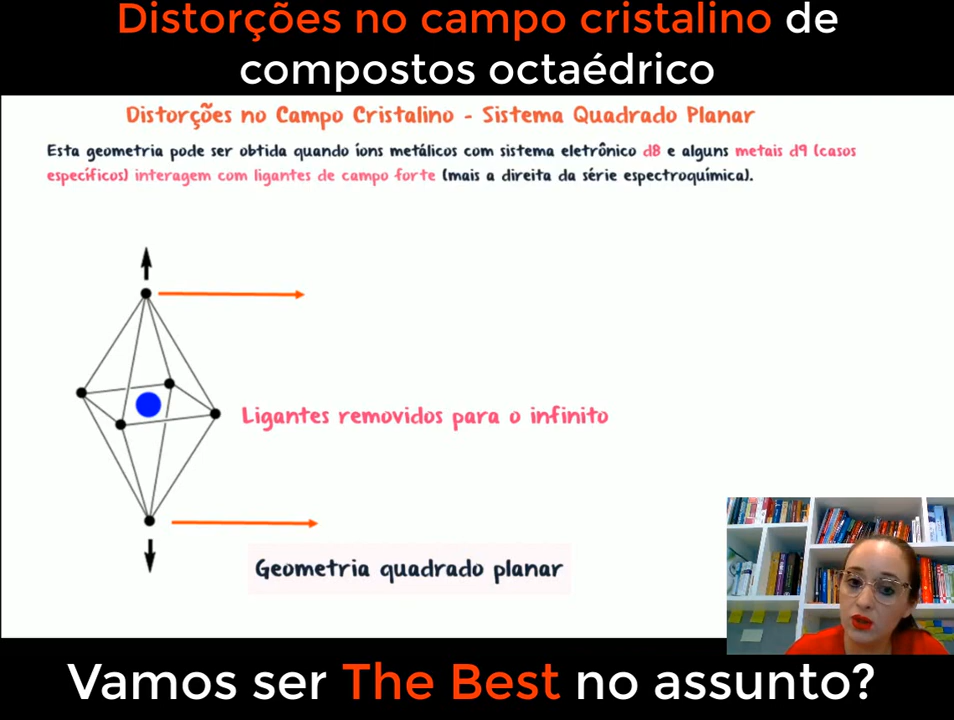 Distorções no campo cristalino de
compostos octaédrico
Distorções no Campo Cristalino - Sistema Quadrado Planar
Esta geometria pode ser obtida quando íons metálicos com sistema eletrônico d8 e alguns metais d9 (casos
específicos) interagem com ligantes de campo forte (mais a direita da série espectroquímica).
Ligantes removidos para o infinito
Geometria quadrado planar
Vamos ser The Best no assunto?